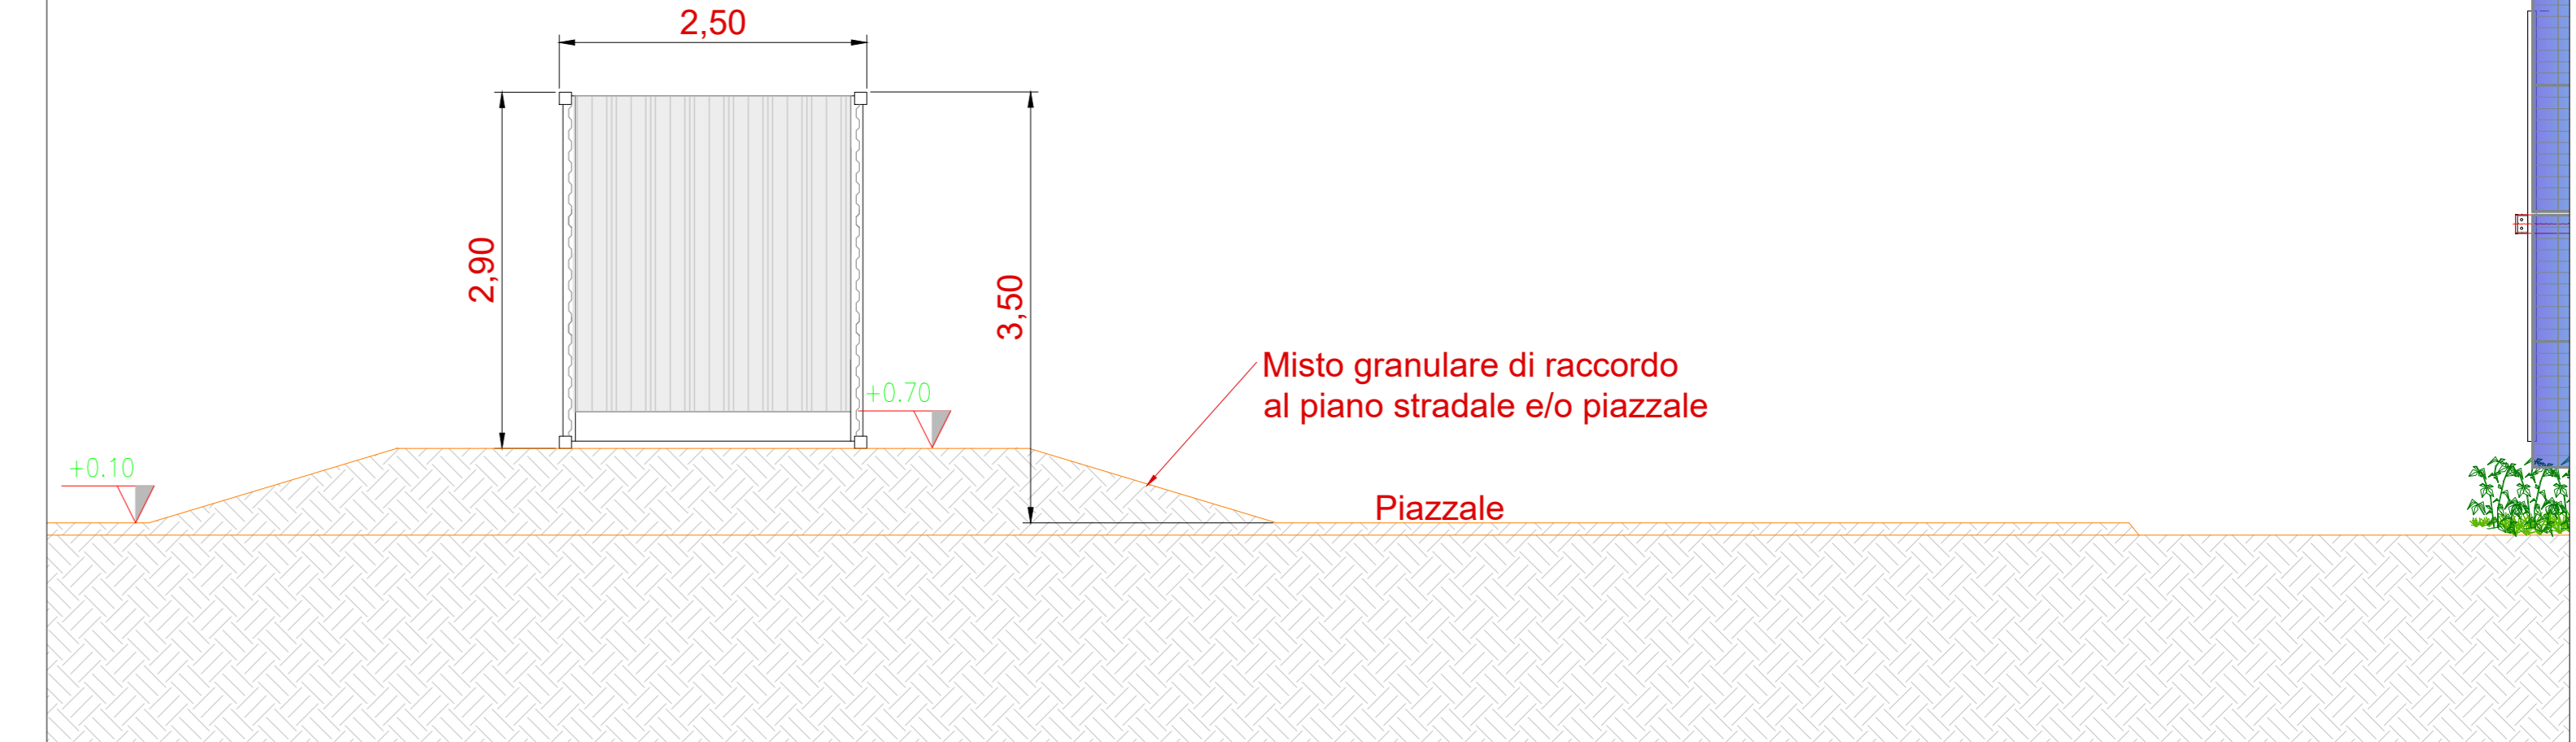 2,50
2,90
3,50
+0.70
+0.10
Misto granulare di raccordo
al piano stradale e/o piazzale
Piazzale